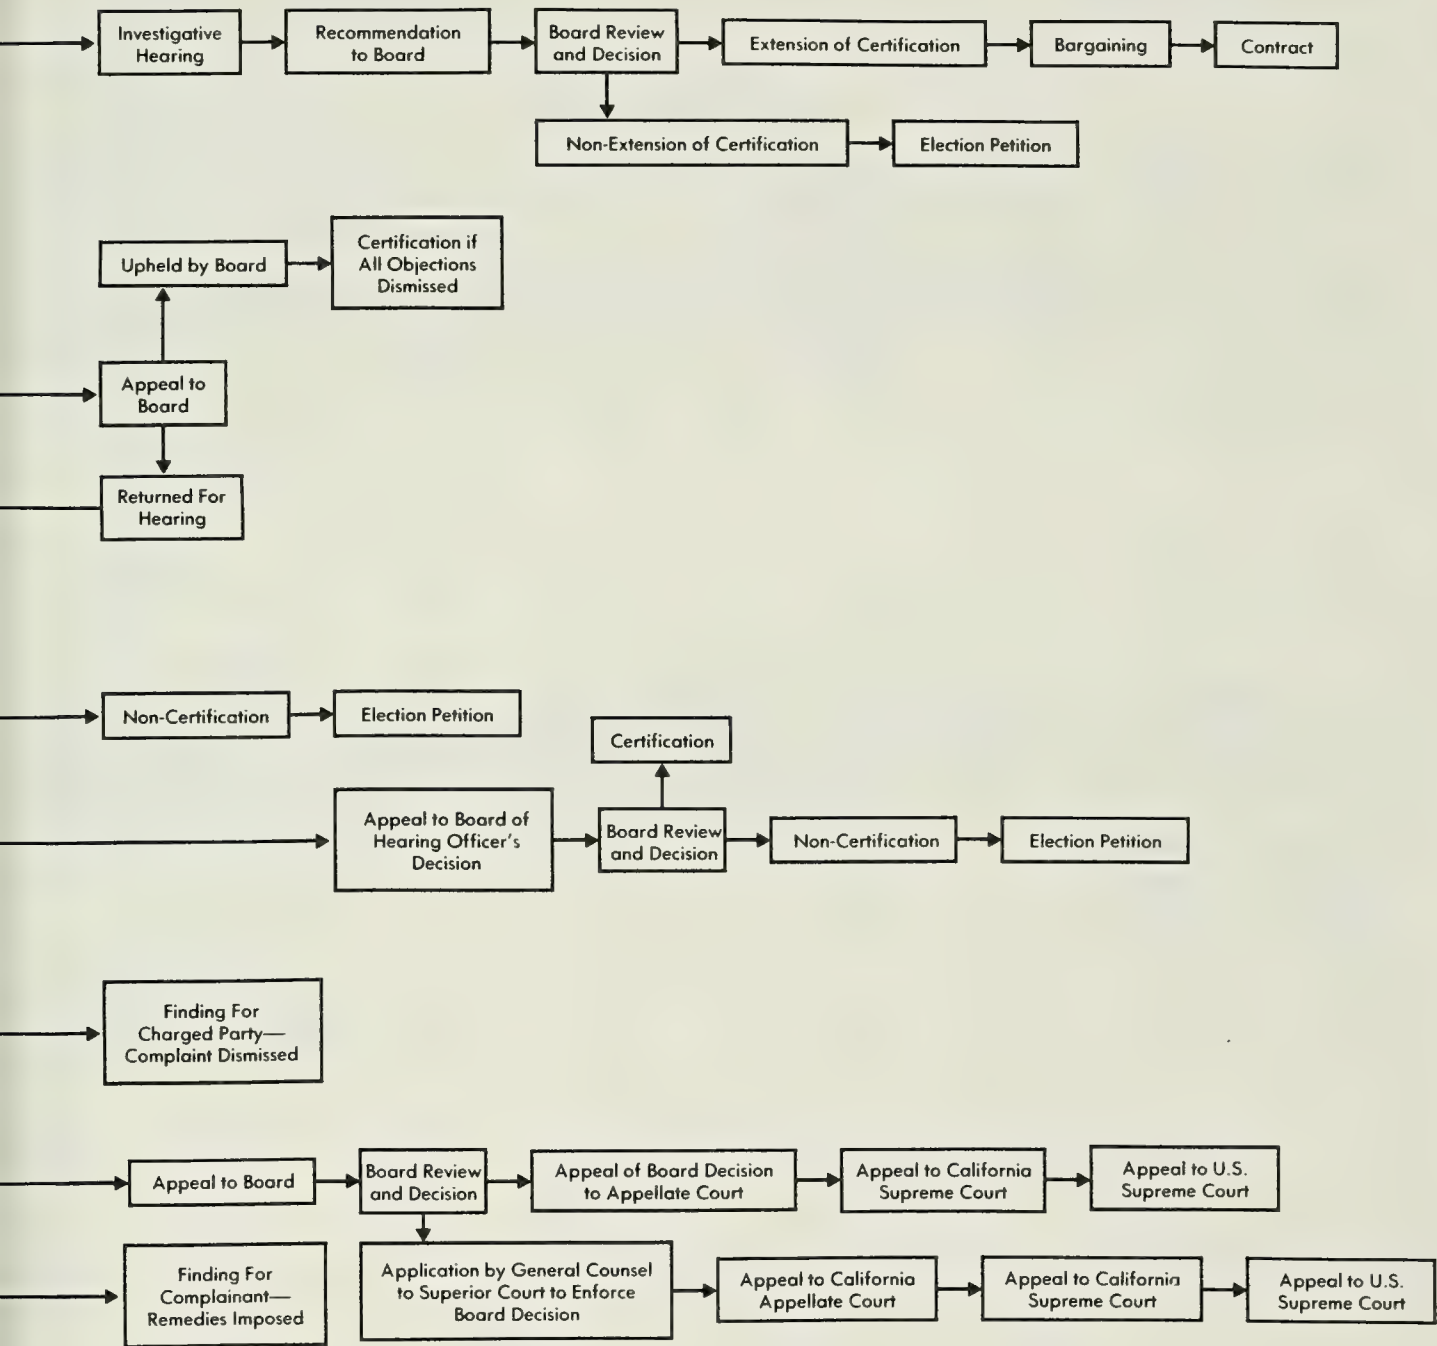 Investigative
Hearing
Recommendation
to Board
Board Review
and Decision
Extension of Certification
Bargaining
Contract
Non-Extension of Certification
Election Petition
Upheld by Board
Certification if
All Objections
Dismissed
Appeal to
Board
Returned For
Hearing
Non-Certification
Election Petition
Certification
Appeal to Board of
Hearing Officer's
Decision
Board Review
and Decision
Non-Certification
Election Petition
Finding For
Charged Party—
Complaint Dismissed
Appeal to Board
Board Review
and Decision
Appeal of Board Decision
to Appellate Court
Appeal to California
Supreme Court
Appeal to U.S.
Supreme Court
Finding For
Complainant—
Remedies Imposed
Application by General Counsel
to Superior Court to Enforce
Board Decision
Appeal to California
Appellate Court
Appeal to California
Supreme Court
Appeal to U.S.
Supreme Court